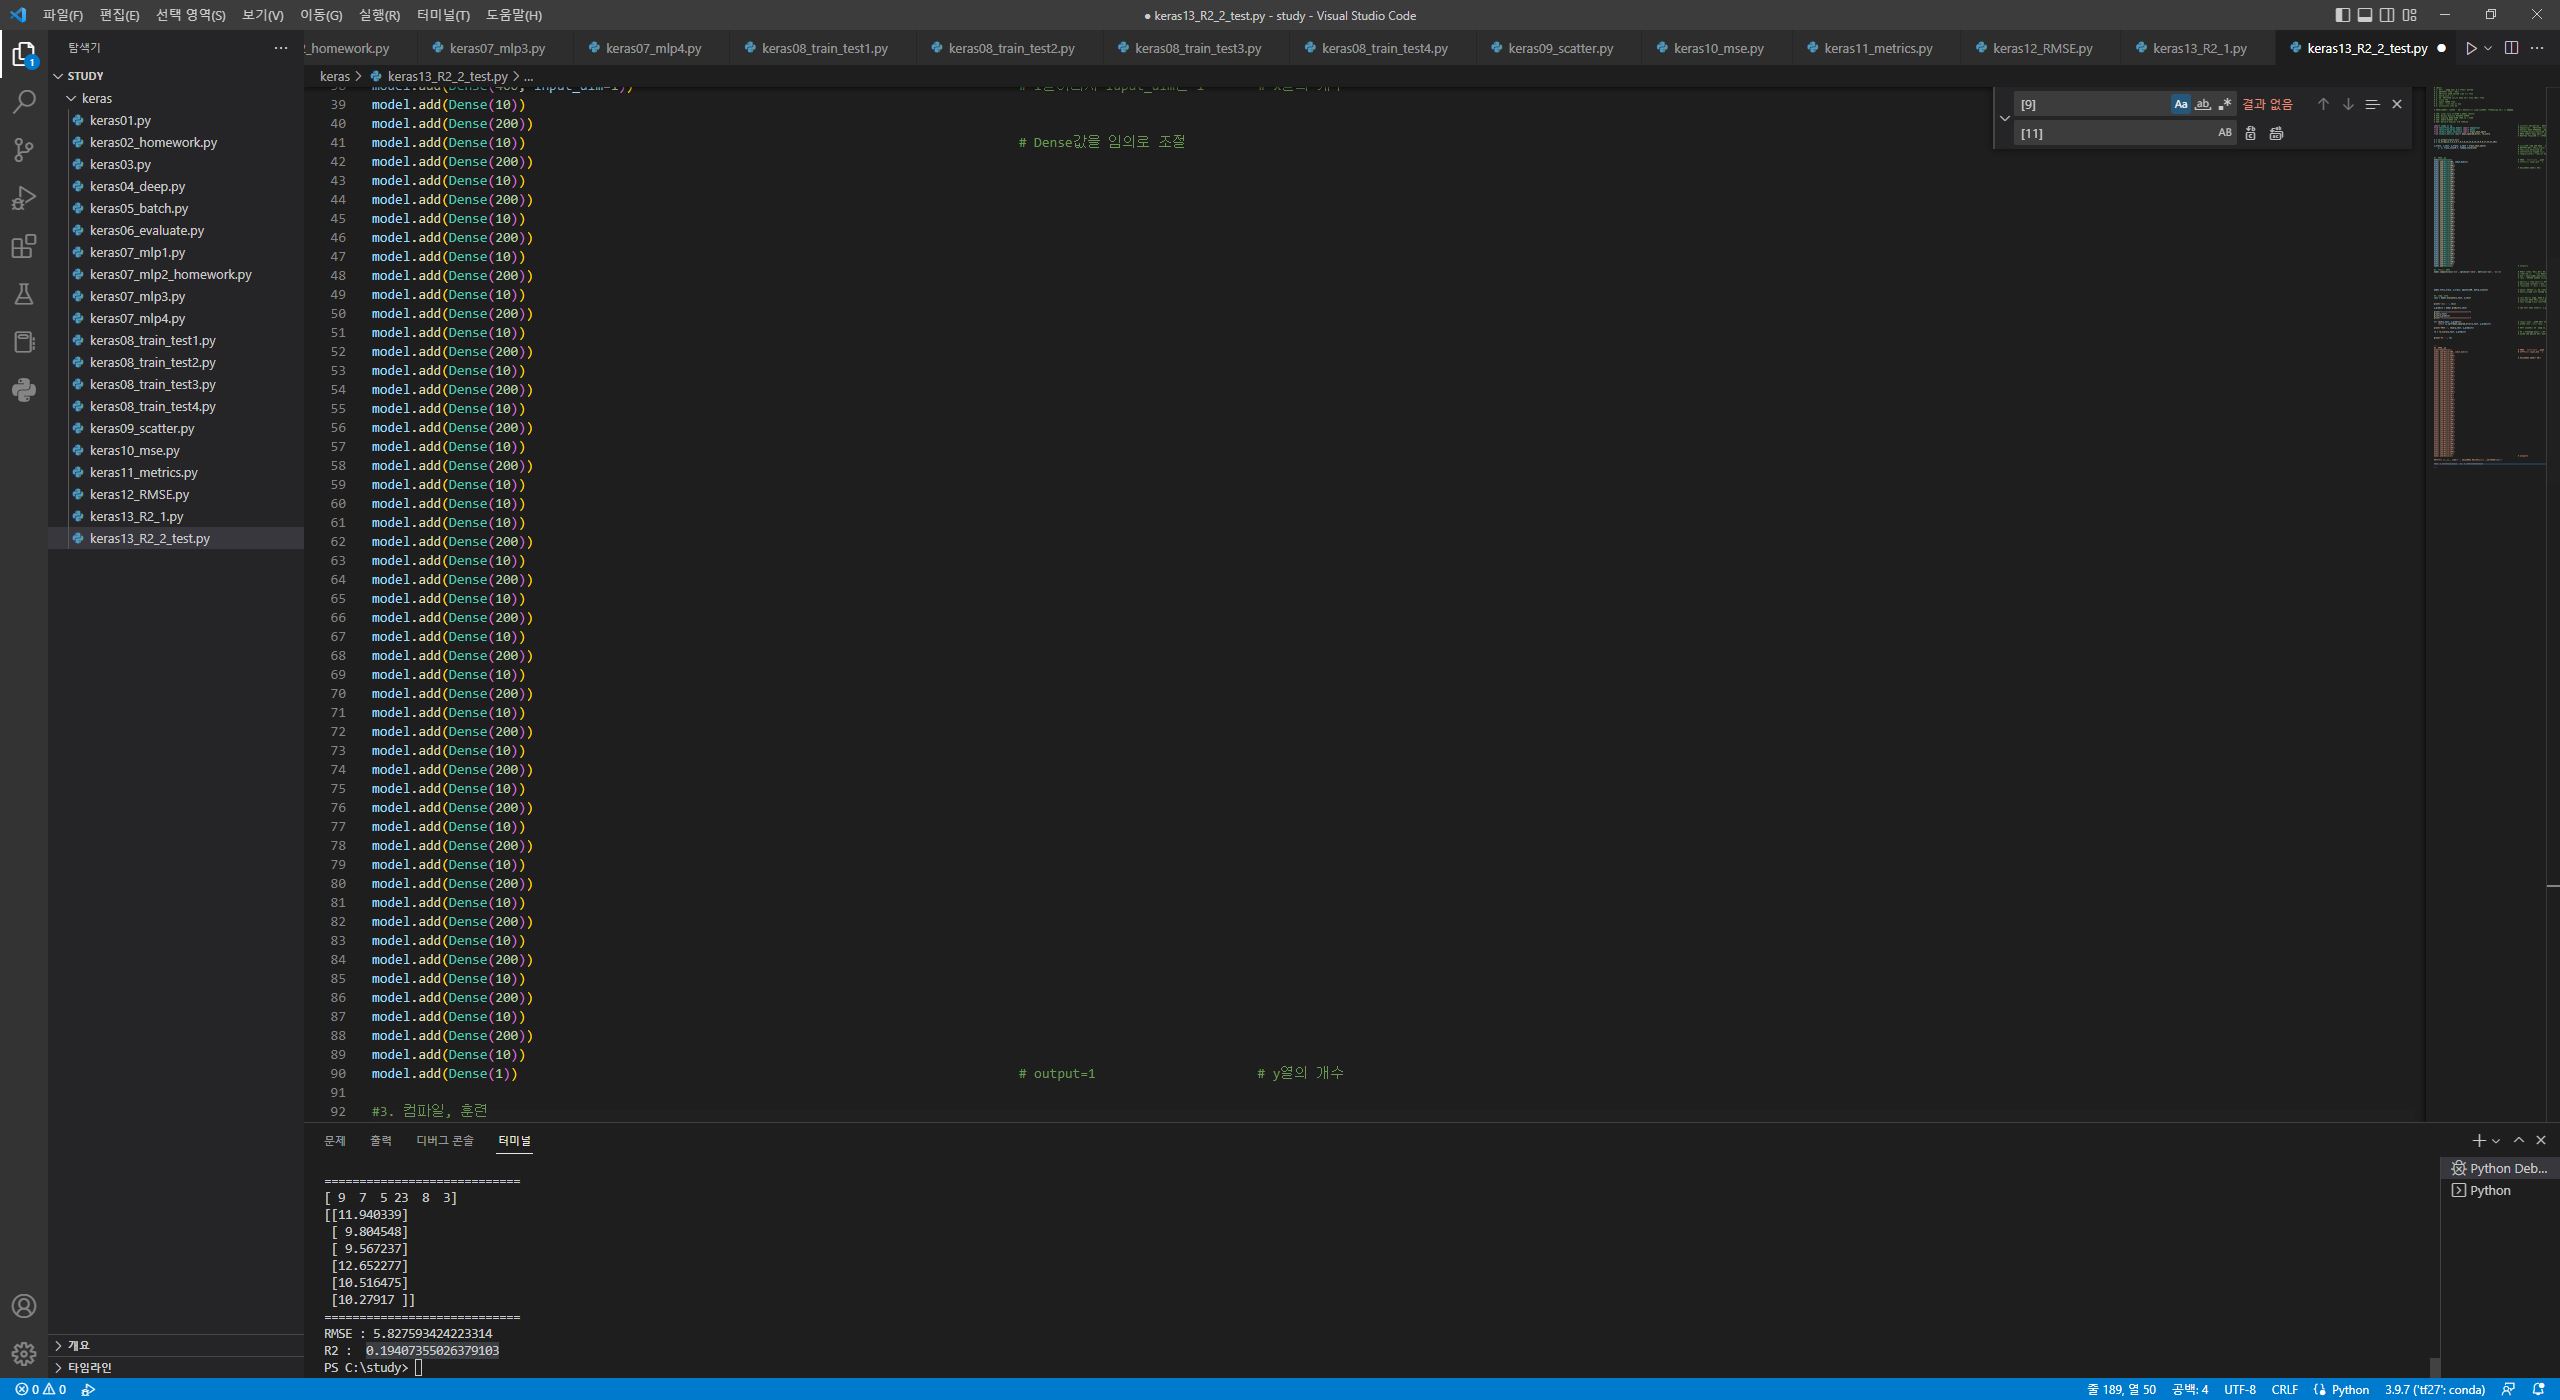 파일(F) 편집(E) 선택 영역(S) 보기(V) 이동(G) 실행(R) 터미널(T) 도움말(H)
● keras13_R2_2_test.py - study - Visual Studio Code
탐색기
2_homework.py keras07_mlp3.py keras07_mlp4.py keras08_train_test1.py keras08_train_test2.py keras08_train_test3.py keras08_train_test4.py keras09_scatter.py keras10_mse.py keras11_metrics.py keras12_RMSE.py keras13_R2_1.py keras13_R2_2_test.py
STUDY
keras
keras01.py
keras02_homework.py
keras03.py
keras04_deep.py
keras05_batch.py
keras06_evaluate.py
keras07_mlp1.py
keras07_mlp2_homework.py
keras07_mlp3.py
keras07_mlp4.py
keras08_train_test1.py
keras08_train_test2.py
keras08_train_test3.py
keras08_train_test4.py
keras09_scatter.py
keras10_mse.py
keras11_metrics.py
keras12_RMSE.py
keras13_R2_1.py
keras13_R2_2_test.py
개요
타임라인
1
keras > keras13_R2_2_test.py > ...
[9] Aa ab .* 결과 없음
[11] AB
39 model.add(Dense(10))
40 model.add(Dense(200))
41 model.add(Dense(10)) # Dense값을 임의로 조절
42 model.add(Dense(200))
43 model.add(Dense(10))
44 model.add(Dense(200))
45 model.add(Dense(10))
46 model.add(Dense(200))
47 model.add(Dense(10))
48 model.add(Dense(200))
49 model.add(Dense(10))
50 model.add(Dense(200))
51 model.add(Dense(10))
52 model.add(Dense(200))
53 model.add(Dense(10))
54 model.add(Dense(200))
55 model.add(Dense(10))
56 model.add(Dense(200))
57 model.add(Dense(10))
58 model.add(Dense(200))
59 model.add(Dense(10))
60 model.add(Dense(10))
61 model.add(Dense(10))
62 model.add(Dense(200))
63 model.add(Dense(10))
64 model.add(Dense(200))
65 model.add(Dense(10))
66 model.add(Dense(200))
67 model.add(Dense(10))
68 model.add(Dense(200))
69 model.add(Dense(10))
70 model.add(Dense(200))
71 model.add(Dense(10))
72 model.add(Dense(200))
73 model.add(Dense(10))
74 model.add(Dense(200))
75 model.add(Dense(10))
76 model.add(Dense(200))
77 model.add(Dense(10))
78 model.add(Dense(200))
79 model.add(Dense(10))
80 model.add(Dense(200))
81 model.add(Dense(10))
82 model.add(Dense(200))
83 model.add(Dense(10))
84 model.add(Dense(200))
85 model.add(Dense(10))
86 model.add(Dense(200))
87 model.add(Dense(10))
88 model.add(Dense(200))
89 model.add(Dense(10))
90 model.add(Dense(1)) # output=1 # y열의 개수
91
92 #3. 컴파일, 훈련
문제 출력 디버그 콘솔 터미널
============================
[ 9  7  5 23  8  3]
[[11.940339]
[ 9.804548]
[ 9.567237]
[12.652277]
[10.516475]
[10.27917 ]]
============================
RMSE : 5.827593424223314
R2 :  0.19407355026379103
PS C:\study>
Python Deb...
Python
0 0
줄 189, 열 50 공백: 4 UTF-8 CRLF Python 3.9.7 ('tf27': conda)